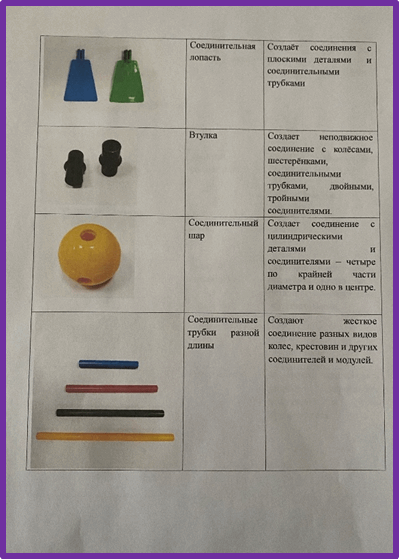 Соединительная лопасть
Создаёт соединения с
плоскими деталями и
соединительными
трубками
Втулка
Создает неподвижное
соединение с колёсами,
шестерёнками,
соединительными
трубками, двойными,
тройными
соединителями.
Соединительный
шар
Создает соединение с
цилиндрическими
деталями и
соединителями – четыре
по крайней части
диаметра и одно в центре.
Соединительные
трубки разной
длины
Создают жесткое
соединение разных видов
колес, крестовин и других
соединителей и модулей.